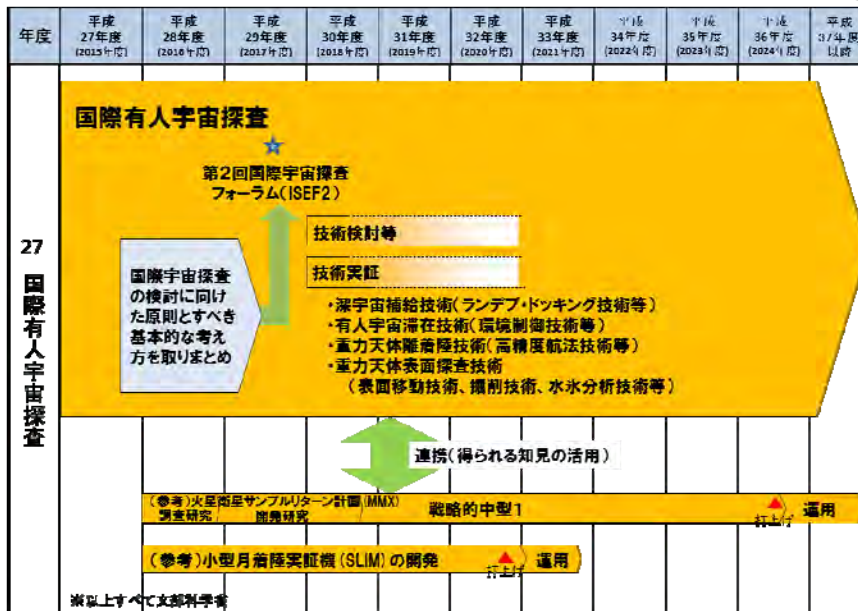 年度
平成
27年度
(2015年度)
平成
28年度
(2016年度)
平成
29年度
(2017年度)
平成
30年度
(2018年度)
平成
31年度
(2019年度)
平成
32年度
(2020年度)
平成
33年度
(2021年度)
平成
34年度
(2022年度)
平成
35年度
(2023年度)
平成
36年度
(2024年度)
平成
37年度
以降
27 国際有人宇宙探査
国際有人宇宙探査
第2回国際宇宙探査
フォーラム(ISEF2)
国際宇宙探査
の検討に向け
た原則とすべき
基本的な考え
方を取りまとめ
技術検討等
技術実証
・深宇宙補給技術(ランデブ・ドッキング技術等)
・有人宇宙滞在技術(環境制御技術等)
・重力天体離着陸技術(高精度航法技術等)
・重力天体表面探査技術
(表面移動技術、掘削技術、水氷分析技術等)
連携(得られる知見の活用)
(参考)火星衛星サンプルリターン計画(MMX)
調査研究
開発研究
戦略的中型1
打上げ
運用
(参考)小型月着陸実証機(SLIM)の開発
打上げ
運用
※以上すべて文部科学省